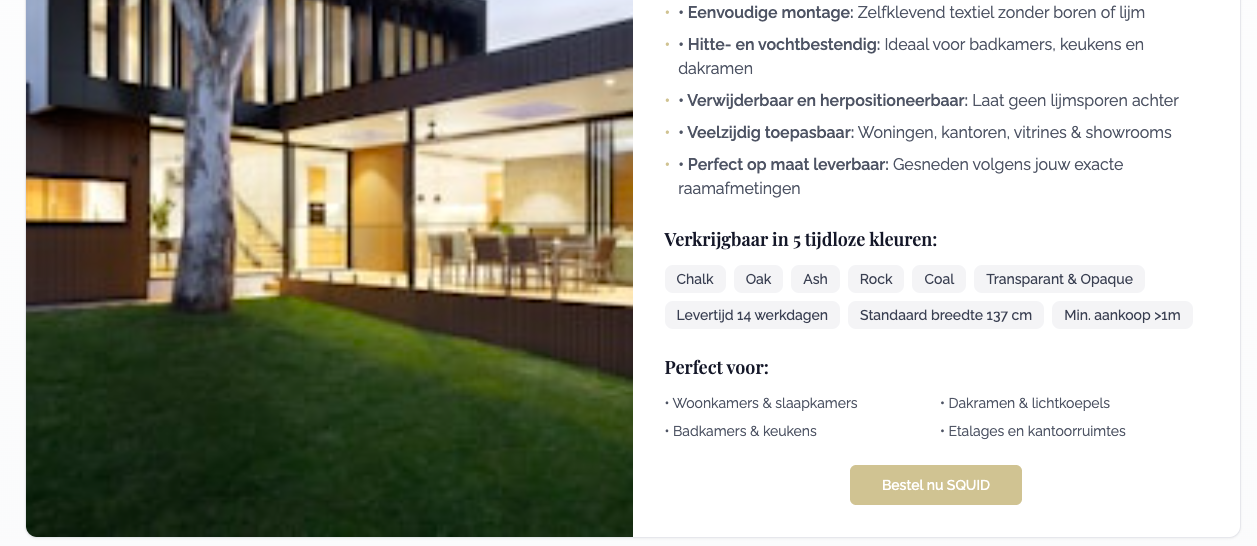 • • Eenvoudige montage: Zelfklevend textiel zonder boren of lijm
• • Hitte- en vochtbestendig: Ideaal voor badkamers, keukens en
dakramen
• • Verwijderbaar en herpositioneerbaar: Laat geen lijmsporen achter
• • Veelzijdig toepasbaar: Woningen, kantoren, vitrines & showrooms
• • Perfect op maat leverbaar: Gesneden volgens jouw exacte
raamafmetingen
Verkrijgbaar in 5 tijdloze kleuren:
Chalk Oak Ash Rock Coal Transparant & Opaque
Levertijd 14 werkdagen Standaard breedte 137 cm Min. aankoop >1m
Perfect voor:
• Woonkamers & slaapkamers • Dakramen & lichtkoepels
• Badkamers & keukens • Etalages en kantoorruimtes
Bestel nu SQUID